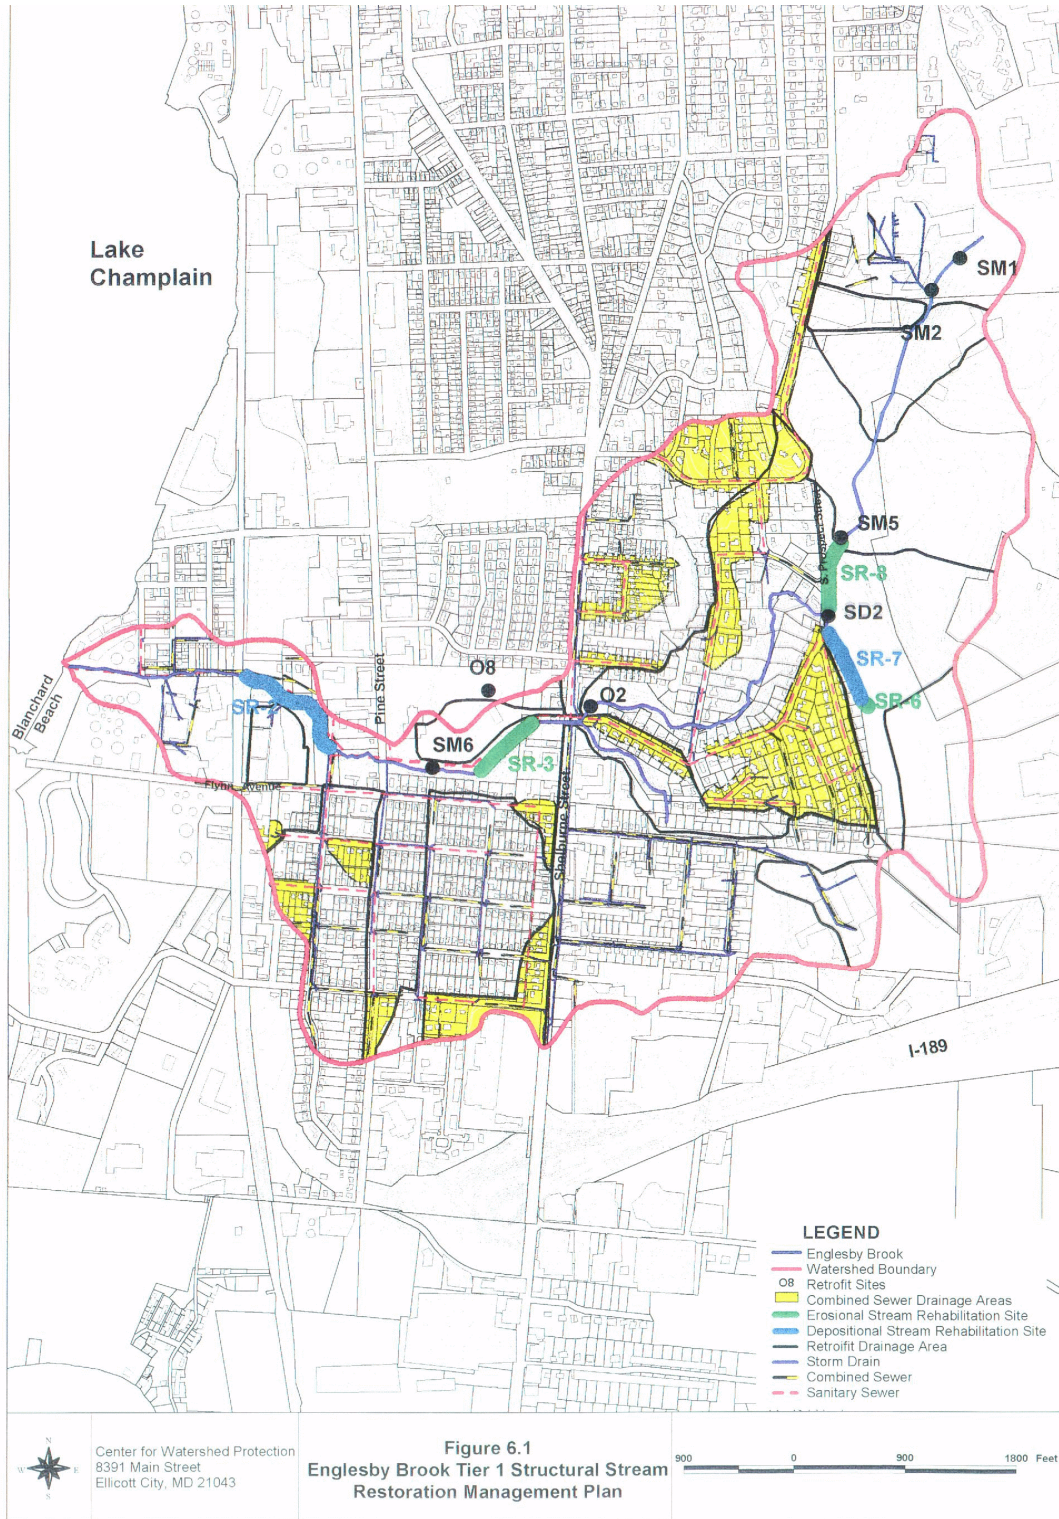 Lake
Champlain
SM1
SM2
SM5
S. Prospect Street
SR-8
SD2
SR-7
SR-6
O8
O2
Pine Street
Blanchard
Beach
SM6
SR-3
Flynn Avenue
Shelburne Street
I-189
LEGEND
Englesby Brook
Watershed Boundary
O8 Retrofit Sites
Combined Sewer Drainage Areas
Erosional Stream Rehabilitation Site
Depositional Stream Rehabilitation Site
Retroifit Drainage Area
Storm Drain
Combined Sewer
Sanitary Sewer
N
W E
S
Center for Watershed Protection
8391 Main Street
Ellicott City, MD 21043
Figure 6.1
Englesby Brook Tier 1 Structural Stream
Restoration Management Plan
900 0 900 1800 Feet